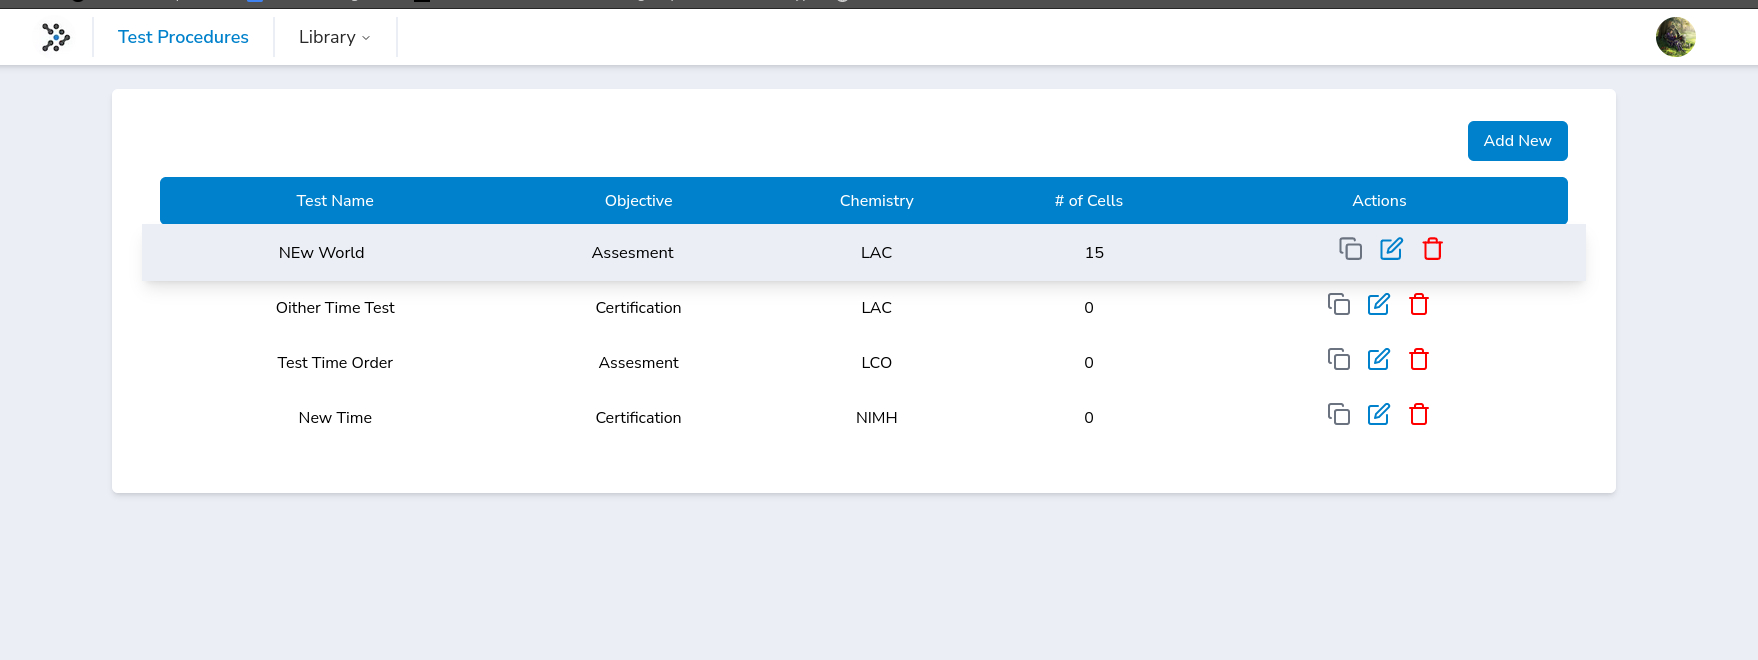 Test Procedures Library
Add New
Test Name Objective Chemistry # of Cells Actions
NEw World Assesment LAC 15
Oither Time Test Certification LAC 0
Test Time Order Assesment LCO 0
New Time Certification NIMH 0